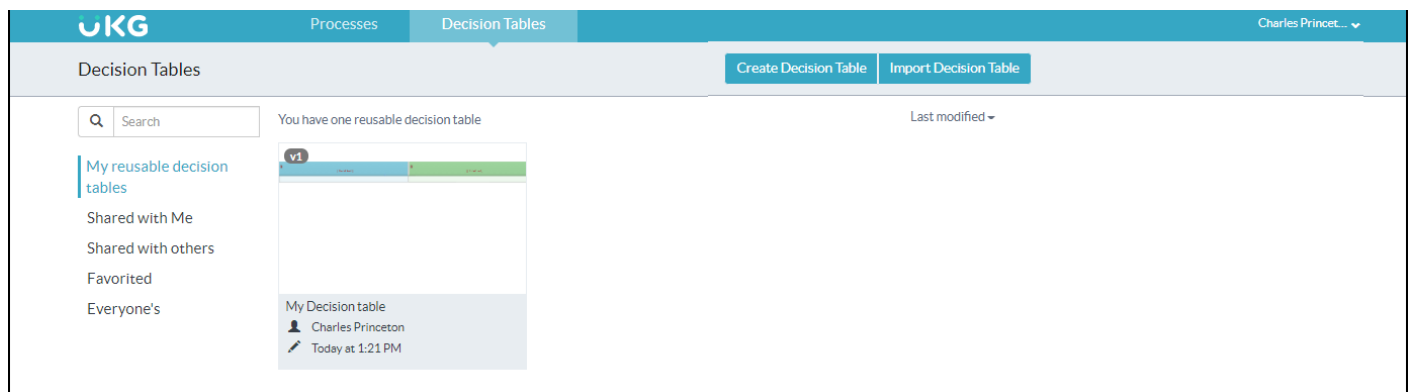 UKG
Processes
Decision Tables
Charles Princet...
Decision Tables
Create Decision Table
Import Decision Table
Search
You have one reusable decision table
Last modified
My reusable decision
tables
Shared with Me
Shared with others
Favorited
Everyone's
v1
My Decision table
Charles Princeton
Today at 1:21 PM